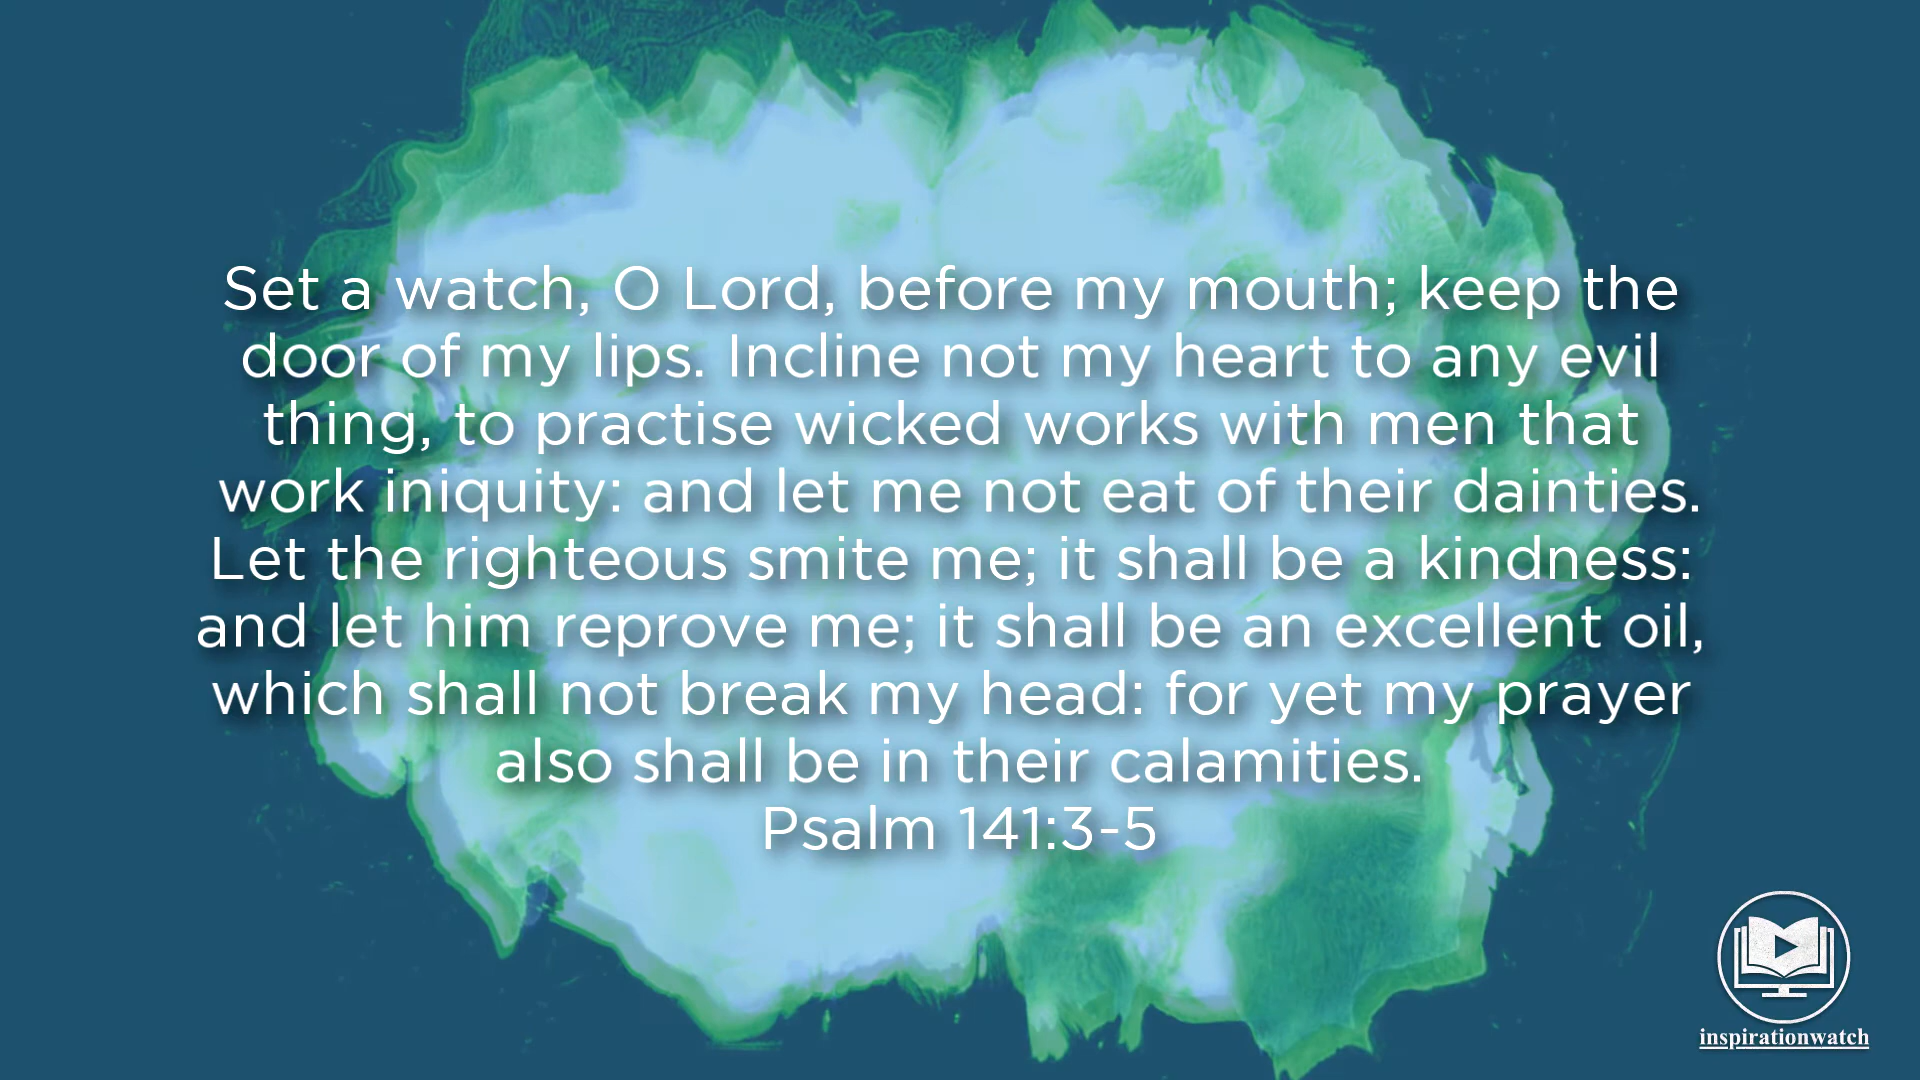 Set a watch, O Lord, before my mouth; keep the
door of my lips. Incline not my heart to any evil
thing, to practise wicked works with men that
work iniquity: and let me not eat of their dainties.
Let the righteous smite me; it shall be a kindness:
and let him reprove me; it shall be an excellent oil,
which shall not break my head: for yet my prayer
also shall be in their calamities.
Psalm 141:3-5
inspirationwatch